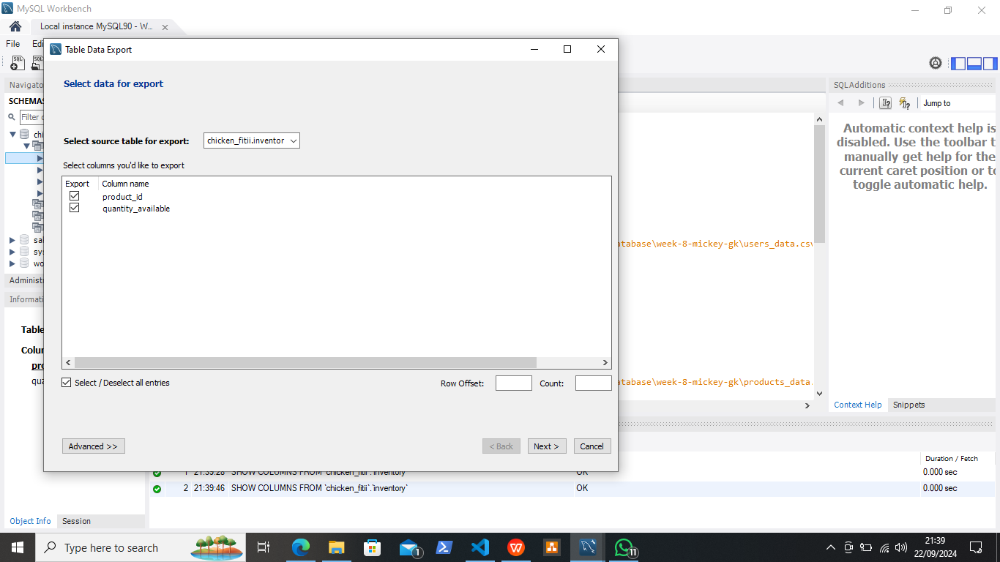 MySQL Workbench
Local instance MySQL90 - W...
File
Edi
SQL
SQL
Table Data Export
Select data for export
Select source table for export:
chicken_fitii.inventor
Select columns you'd like to export
Export
Column name
product_id
quantity_available
Select / Deselect all entries
Row Offset:
Count:
Advanced >>
< Back
Next >
Cancel
Navigato
SCHEMAS
Filter o
chi
sal
sys
wo
Administ
Informati
Table
Colum
pro
qua
Object Info
Session
atabase\week-8-mickey-gk\users_data.csv
atabase\week-8-mickey-gk\products_data.
SQLAdditions
Jump to
Automatic context help is
disabled. Use the toolbar t
manually get help for the
current caret position or to
toggle automatic help.
Context Help
Snippets
Duration / Fetch
1 21:39:28 SHOW COLUMNS FROM `chicken_fitii`.`inventory` OK 0.000 sec
2 21:39:46 SHOW COLUMNS FROM `chicken_fitii`.`inventory` OK 0.000 sec
Type here to search
1
11
21:39
22/09/2024